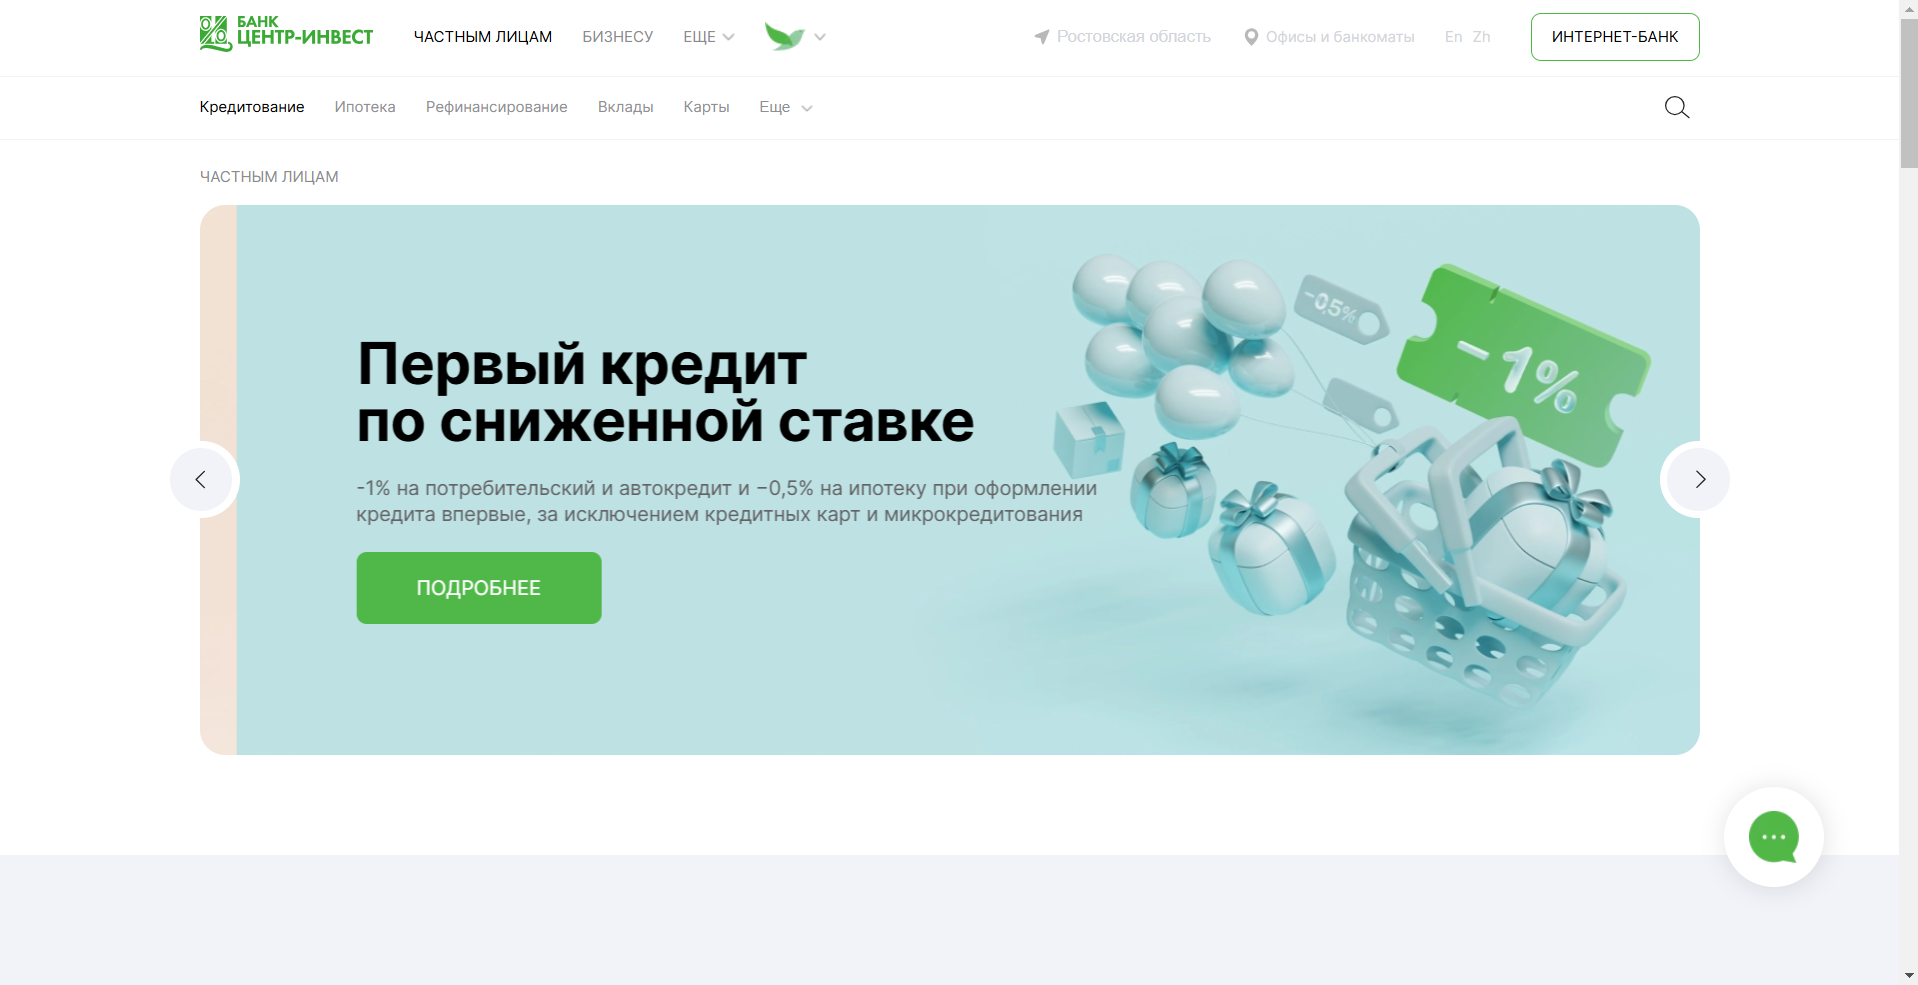 БАНК
ЦЕНТР-ИНВЕСТ
ЧАСТНЫМ ЛИЦАМ
БИЗНЕСУ
ЕЩЕ
Ростовская область
Офисы и банкоматы
En Zh
ИНТЕРНЕТ-БАНК
Кредитование
Ипотека
Рефинансирование
Вклады
Карты
Еще
ЧАСТНЫМ ЛИЦАМ
Первый кредит
по сниженной ставке
-1% на потребительский и автокредит и −0,5% на ипотеку при оформлении
кредита впервые, за исключением кредитных карт и микрокредитования
ПОДРОБНЕЕ
−0,5%
−1%